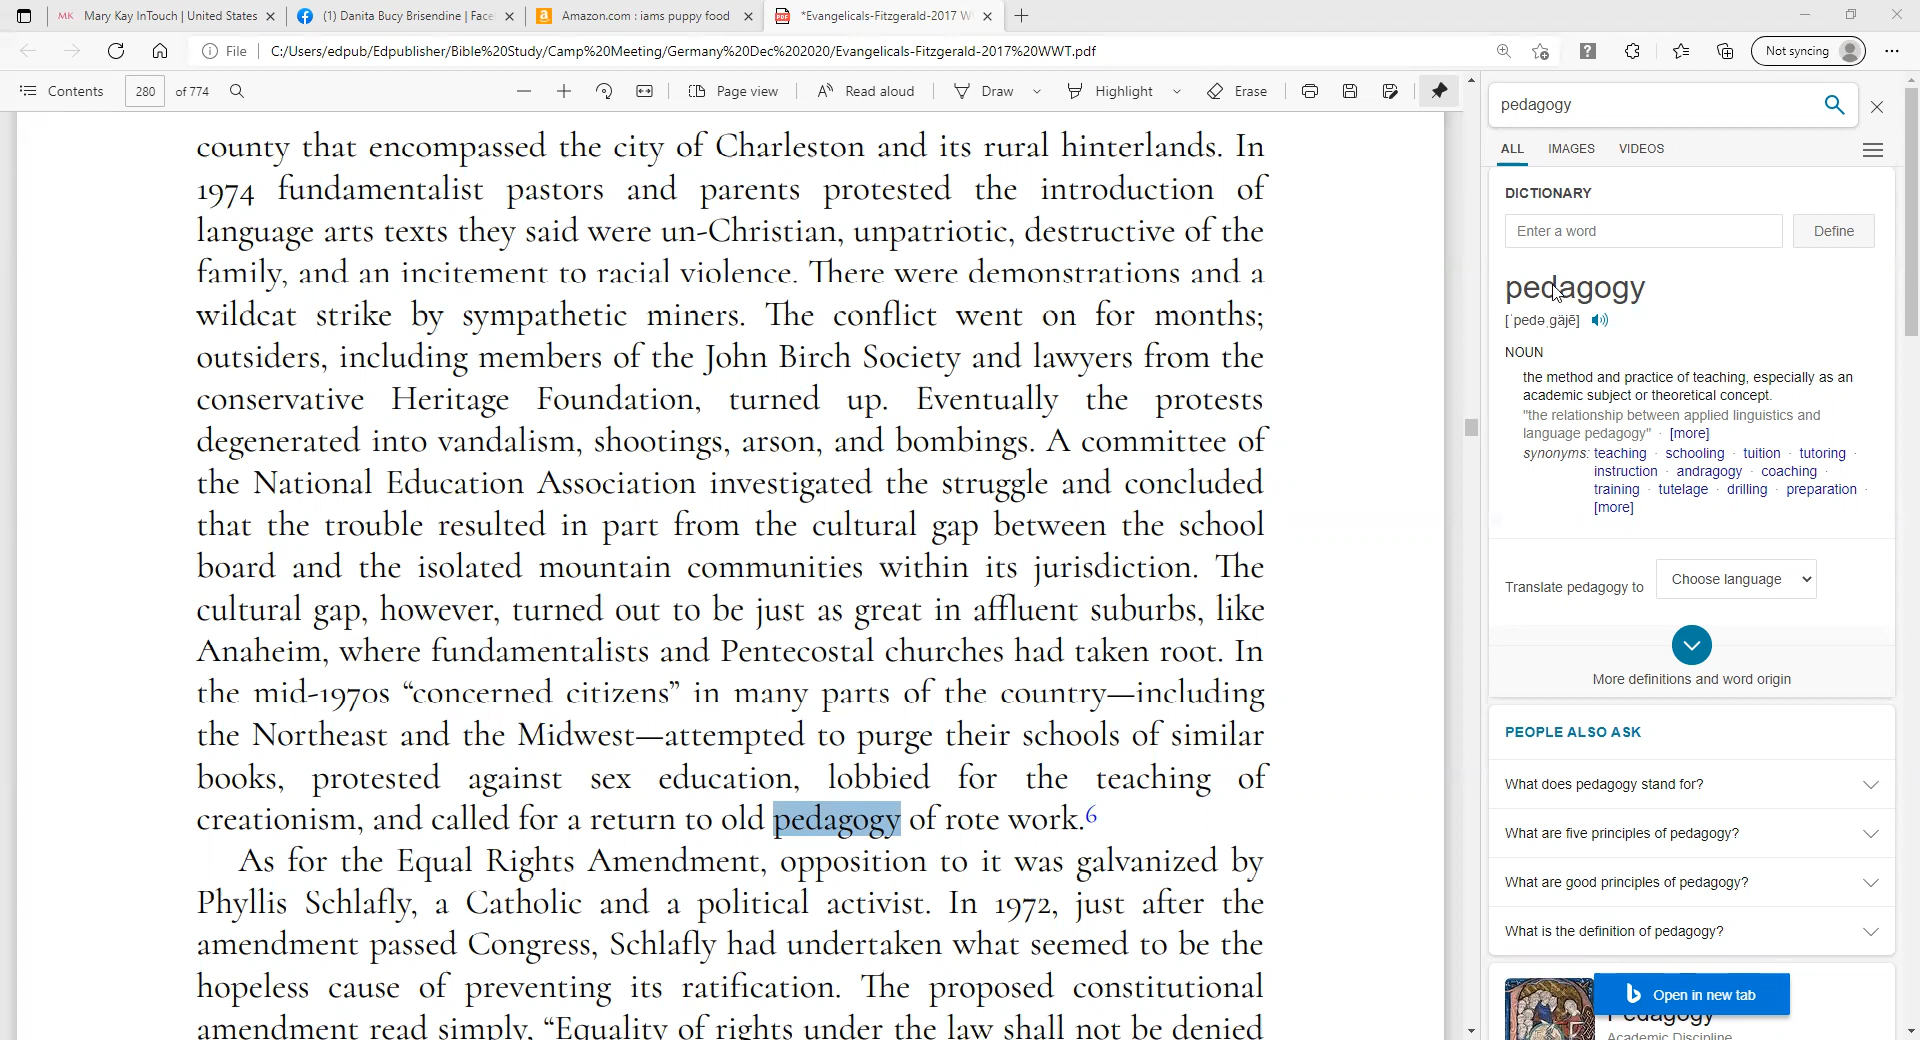 MK Mary Kay InTouch | United States
(1) Danita Bucy Brisendine | Face
Amazon.com : iams puppy food
*Evangelicals-Fitzgerald-2017 W
File
C:/Users/edpub/Edpublisher/Bible%20Study/Camp%20Meeting/Germany%20Dec%202020/Evangelicals-Fitzgerald-2017%20WWT.pdf
Not syncing
Contents
280 of 774
Page view
Read aloud
Draw
Highlight
Erase
county that encompassed the city of Charleston and its rural hinterlands. In
1974 fundamentalist pastors and parents protested the introduction of
language arts texts they said were un-Christian, unpatriotic, destructive of the
family, and an incitement to racial violence. There were demonstrations and a
wildcat strike by sympathetic miners. The conflict went on for months;
outsiders, including members of the John Birch Society and lawyers from the
conservative Heritage Foundation, turned up. Eventually the protests
degenerated into vandalism, shootings, arson, and bombings. A committee of
the National Education Association investigated the struggle and concluded
that the trouble resulted in part from the cultural gap between the school
board and the isolated mountain communities within its jurisdiction. The
cultural gap, however, turned out to be just as great in affluent suburbs, like
Anaheim, where fundamentalists and Pentecostal churches had taken root. In
the mid-1970s “concerned citizens” in many parts of the country—including
the Northeast and the Midwest—attempted to purge their schools of similar
books, protested against sex education, lobbied for the teaching of
creationism, and called for a return to old pedagogy of rote work.6
As for the Equal Rights Amendment, opposition to it was galvanized by
Phyllis Schlafly, a Catholic and a political activist. In 1972, just after the
amendment passed Congress, Schlafly had undertaken what seemed to be the
hopeless cause of preventing its ratification. The proposed constitutional
amendment read simply, “Equality of rights under the law shall not be denied
pedagogy
ALL IMAGES VIDEOS
DICTIONARY
Enter a word
Define
pedagogy
[ˈpedəˌɡäjē]
NOUN
the method and practice of teaching, especially as an
academic subject or theoretical concept.
"the relationship between applied linguistics and
language pedagogy" · [more]
synonyms: teaching · schooling · tuition · tutoring ·
instruction · andragogy · coaching ·
training · tutelage · drilling · preparation ·
[more]
Translate pedagogy to
Choose language
More definitions and word origin
PEOPLE ALSO ASK
What does pedagogy stand for?
What are five principles of pedagogy?
What are good principles of pedagogy?
What is the definition of pedagogy?
Open in new tab
Pedagogy
Academic Discipline